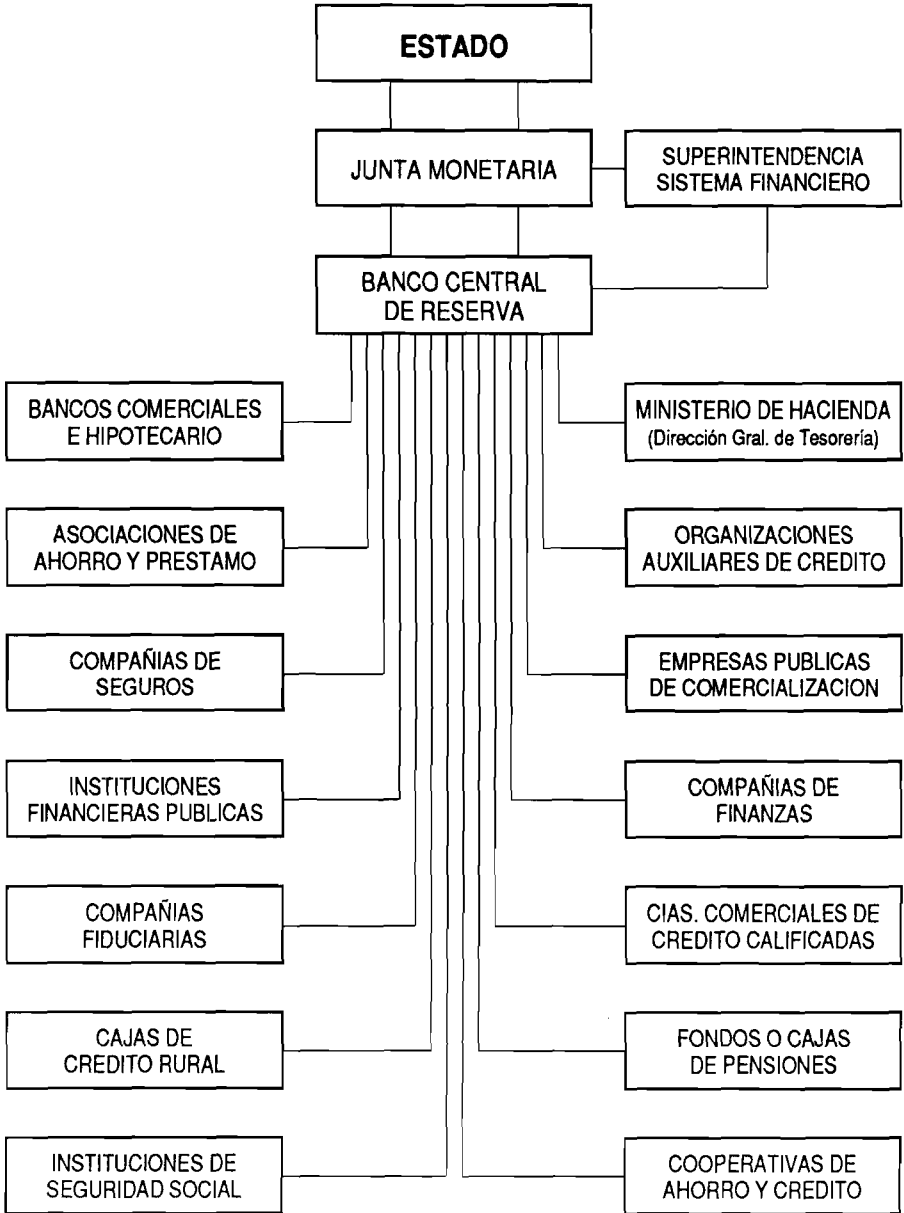 ESTADO
JUNTA MONETARIA
SUPERINTENDENCIA
SISTEMA FINANCIERO
BANCO CENTRAL
DE RESERVA
BANCOS COMERCIALES
E HIPOTECARIO
MINISTERIO DE HACIENDA
(Dirección Gral. de Tesorería)
ASOCIACIONES DE
AHORRO Y PRESTAMO
ORGANIZACIONES
AUXILIARES DE CREDITO
COMPAÑIAS DE
SEGUROS
EMPRESAS PUBLICAS
DE COMERCIALIZACION
INSTITUCIONES
FINANCIERAS PUBLICAS
COMPAÑIAS DE
FINANZAS
COMPAÑIAS
FIDUCIARIAS
CIAS. COMERCIALES DE
CREDITO CALIFICADAS
CAJAS DE
CREDITO RURAL
FONDOS O CAJAS
DE PENSIONES
INSTITUCIONES DE
SEGURIDAD SOCIAL
COOPERATIVAS DE
AHORRO Y CREDITO